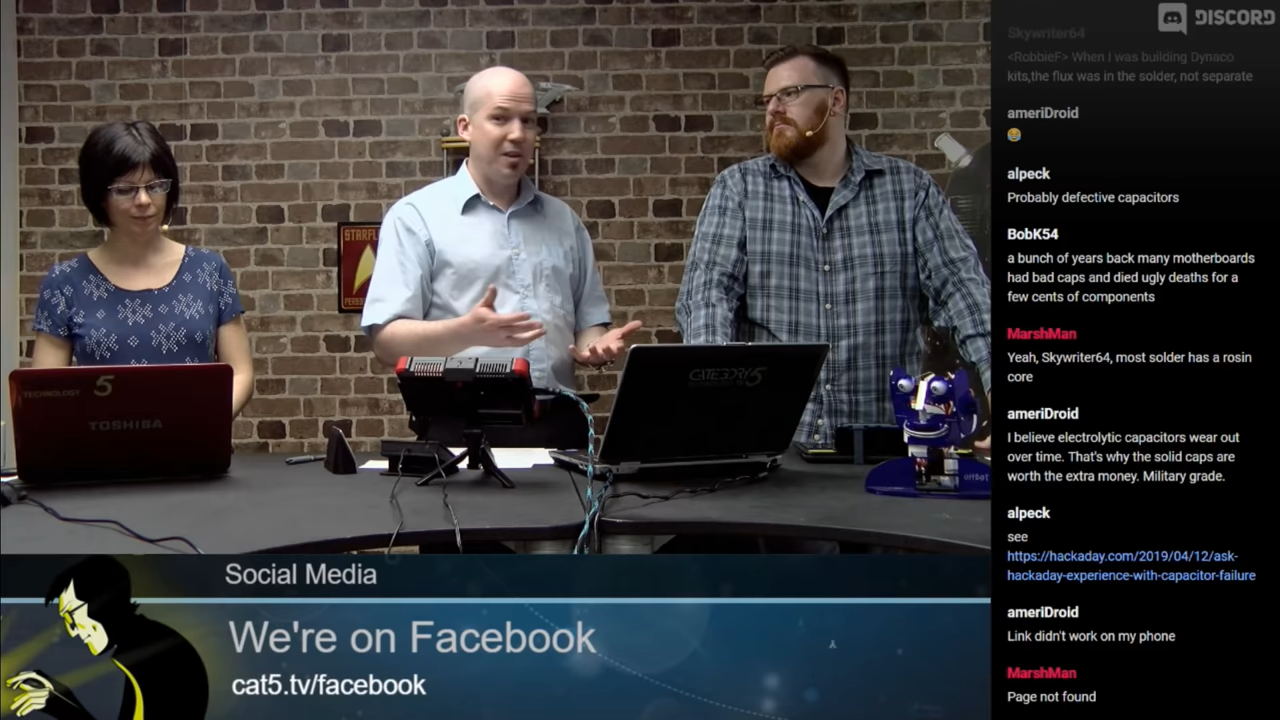 DISCORD
Skywriter64
<RobbieF> When I was building Dynaco
kits,the flux was in the solder, not separate
ameriDroid
alpeck
Probably defective capacitors
BobK54
a bunch of years back many motherboards
had bad caps and died ugly deaths for a
few cents of components
MarshMan
Yeah, Skywriter64, most solder has a rosin
core
ameriDroid
I believe electrolytic capacitors wear out
over time. That's why the solid caps are
worth the extra money. Military grade.
alpeck
see
https://hackaday.com/2019/04/12/ask-
hackaday-experience-with-capacitor-failure
ameriDroid
Link didn't work on my phone
MarshMan
Page not found
STARFL
PERSO
TECHNOLOGY 5
TOSHIBA
CATEGORY5
OttBot
Social Media
We're on Facebook
cat5.tv/facebook